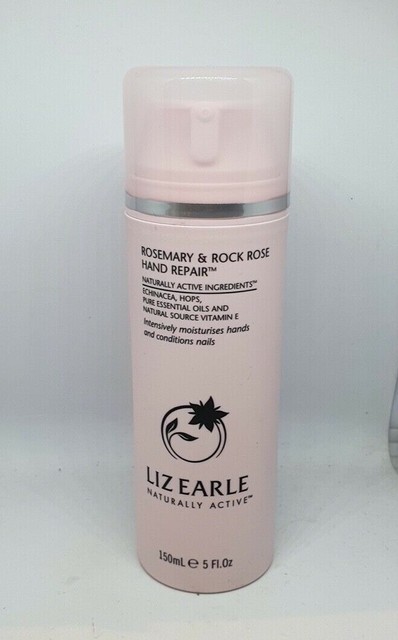 ROSEMARY & ROCK ROSE
HAND REPAIR™
NATURALLY ACTIVE INGREDIENTS™
ECHINACEA, HOPS,
PURE ESSENTIAL OILS AND
NATURAL SOURCE VITAMIN E
Intensively moisturises hands
and conditions nails
LIZ EARLE
NATURALLY ACTIVE™
150mL ℮ 5 Fl.Oz